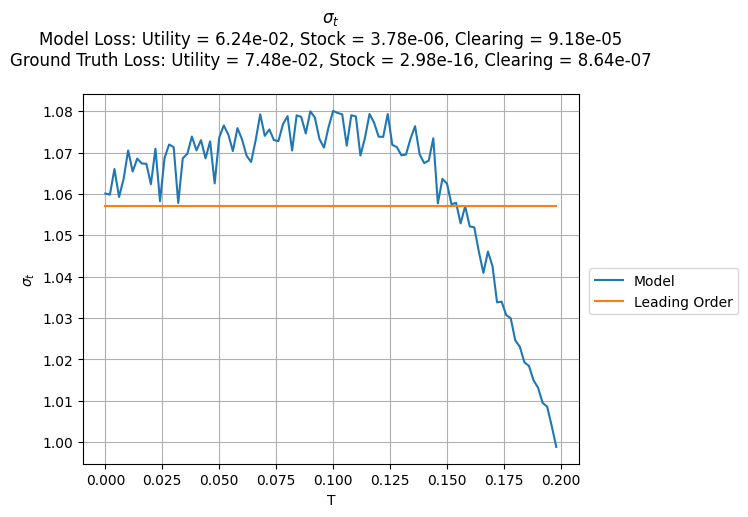 σt
Model Loss: Utility = 6.24e-02, Stock = 3.78e-06, Clearing = 9.18e-05
Ground Truth Loss: Utility = 7.48e-02, Stock = 2.98e-16, Clearing = 8.64e-07
1.08
1.07
1.06
1.05
1.04
1.03
1.02
1.01
1.00
σt
0.000 0.025 0.050 0.075 0.100 0.125 0.150 0.175 0.200
T
Model
Leading Order